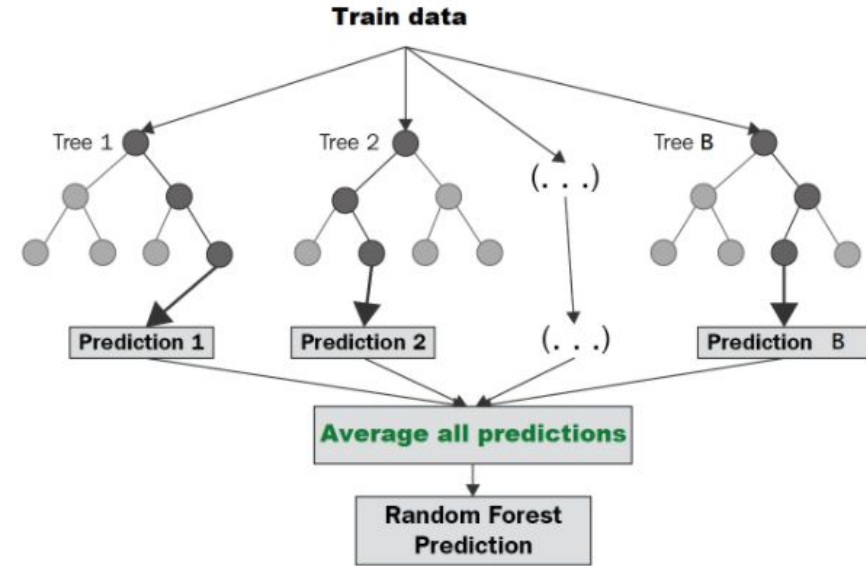 Train data
Tree 1
Tree 2
(. . .)
Tree B
Prediction 1
Prediction 2
(. . .)
Prediction B
Average all predictions
Random Forest
Prediction